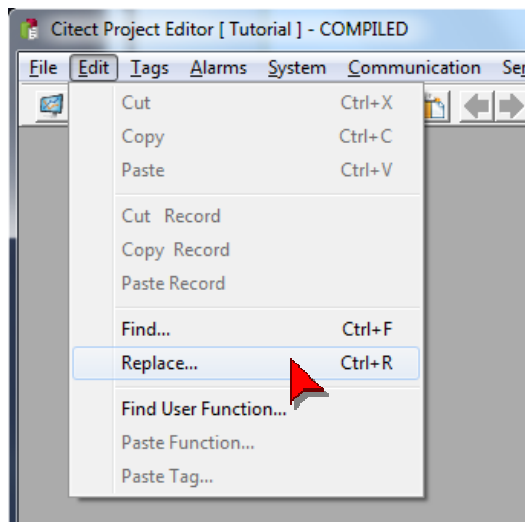 Citect Project Editor [ Tutorial ] - COMPILED
File Edit Tags Alarms System Communication
Cut Ctrl+X
Copy Ctrl+C
Paste Ctrl+V
Cut Record
Copy Record
Paste Record
Find... Ctrl+F
Replace... Ctrl+R
Find User Function...
Paste Function...
Paste Tag...